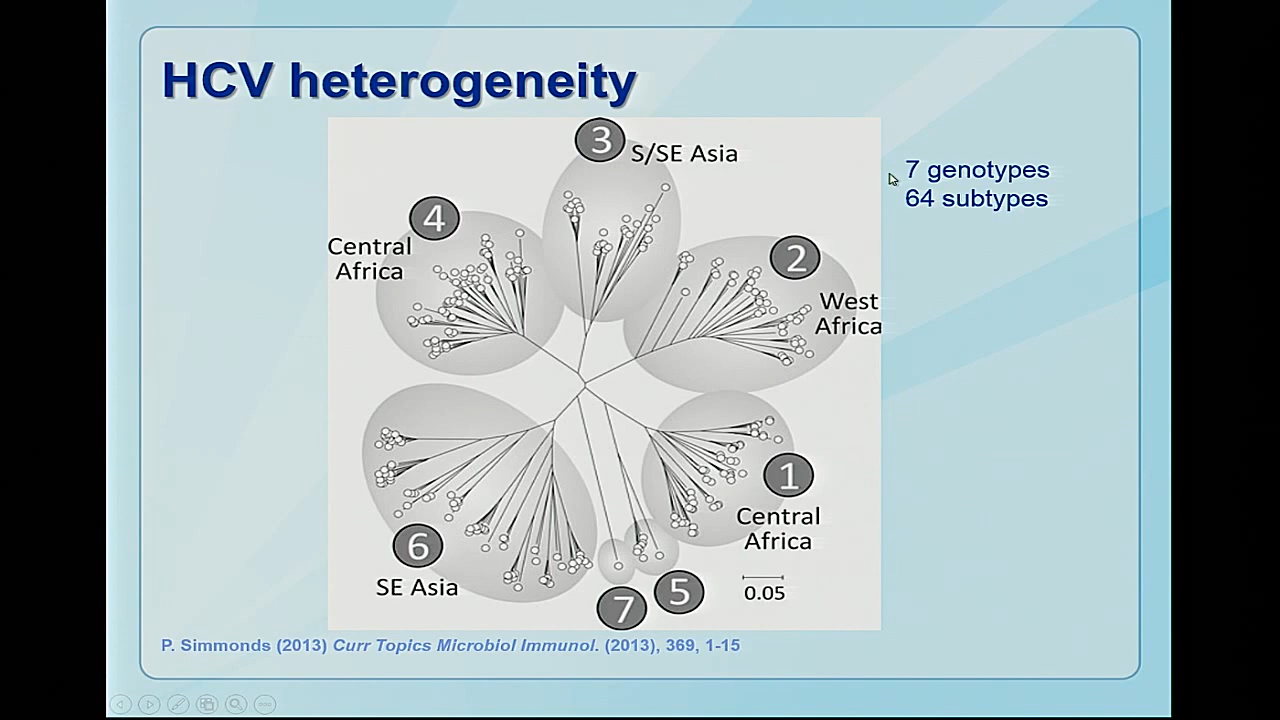 HCV heterogeneity
3
S/SE Asia
7 genotypes
64 subtypes
4
Central
Africa
2
West
Africa
1
Central
Africa
6
SE Asia
7
5
0.05
P. Simmonds (2013) Curr Topics Microbiol Immunol. (2013), 369, 1-15